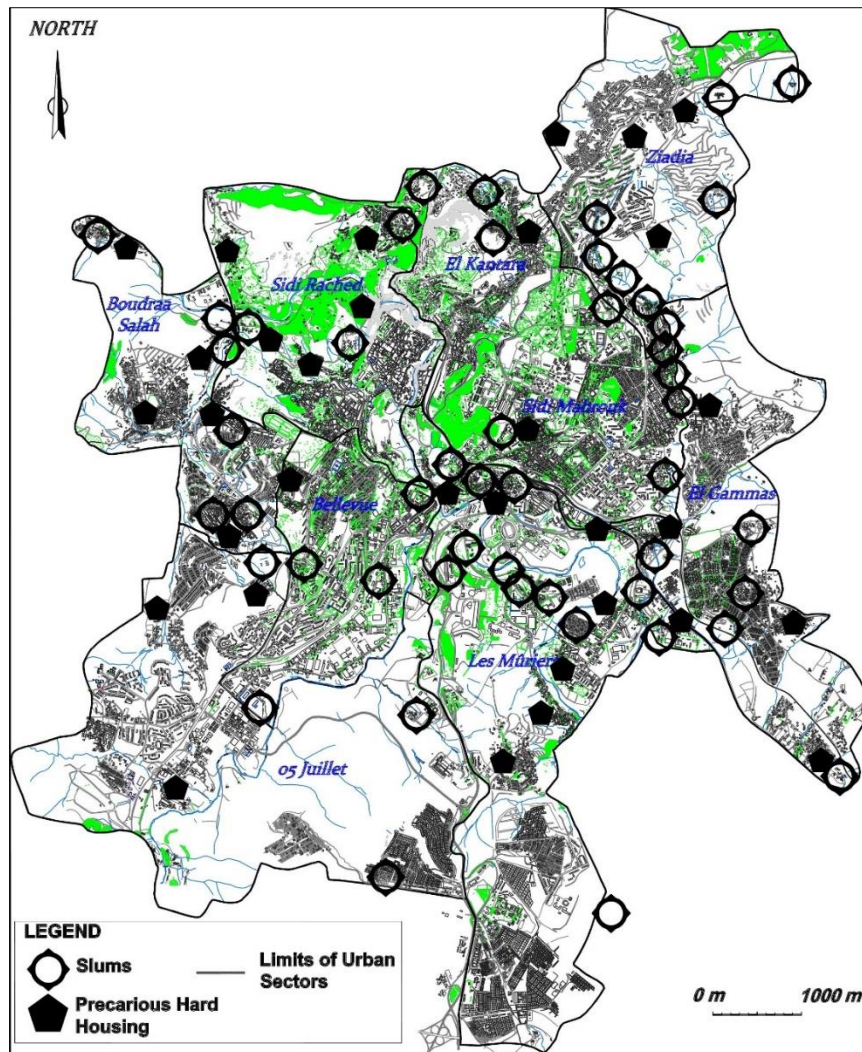 NORTH
Ziadia
El Kantara
Sidi Rached
Boudraa
Salah
Sidi Mabrouk
El Gammas
Bellevue
Les Mûriers
05 Juillet
LEGEND
Slums
Limits of Urban
Sectors
Precarious Hard
Housing
0 m
1000 m